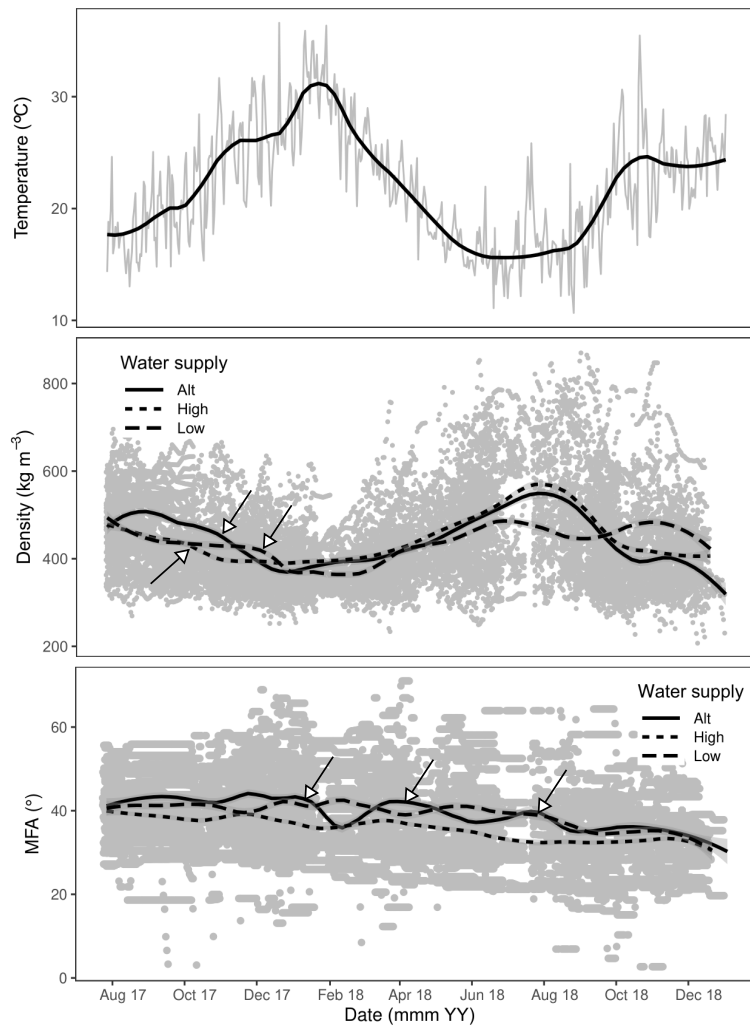 30
20
10
Temperature (ºC)
Water supply
Alt
High
Low
800
600
400
200
Density (kg m⁻³)
Water supply
Alt
High
Low
60
40
20
0
MFA (°)
Aug 17 Oct 17 Dec 17 Feb 18 Apr 18 Jun 18 Aug 18 Oct 18 Dec 18
Date (mmm YY)